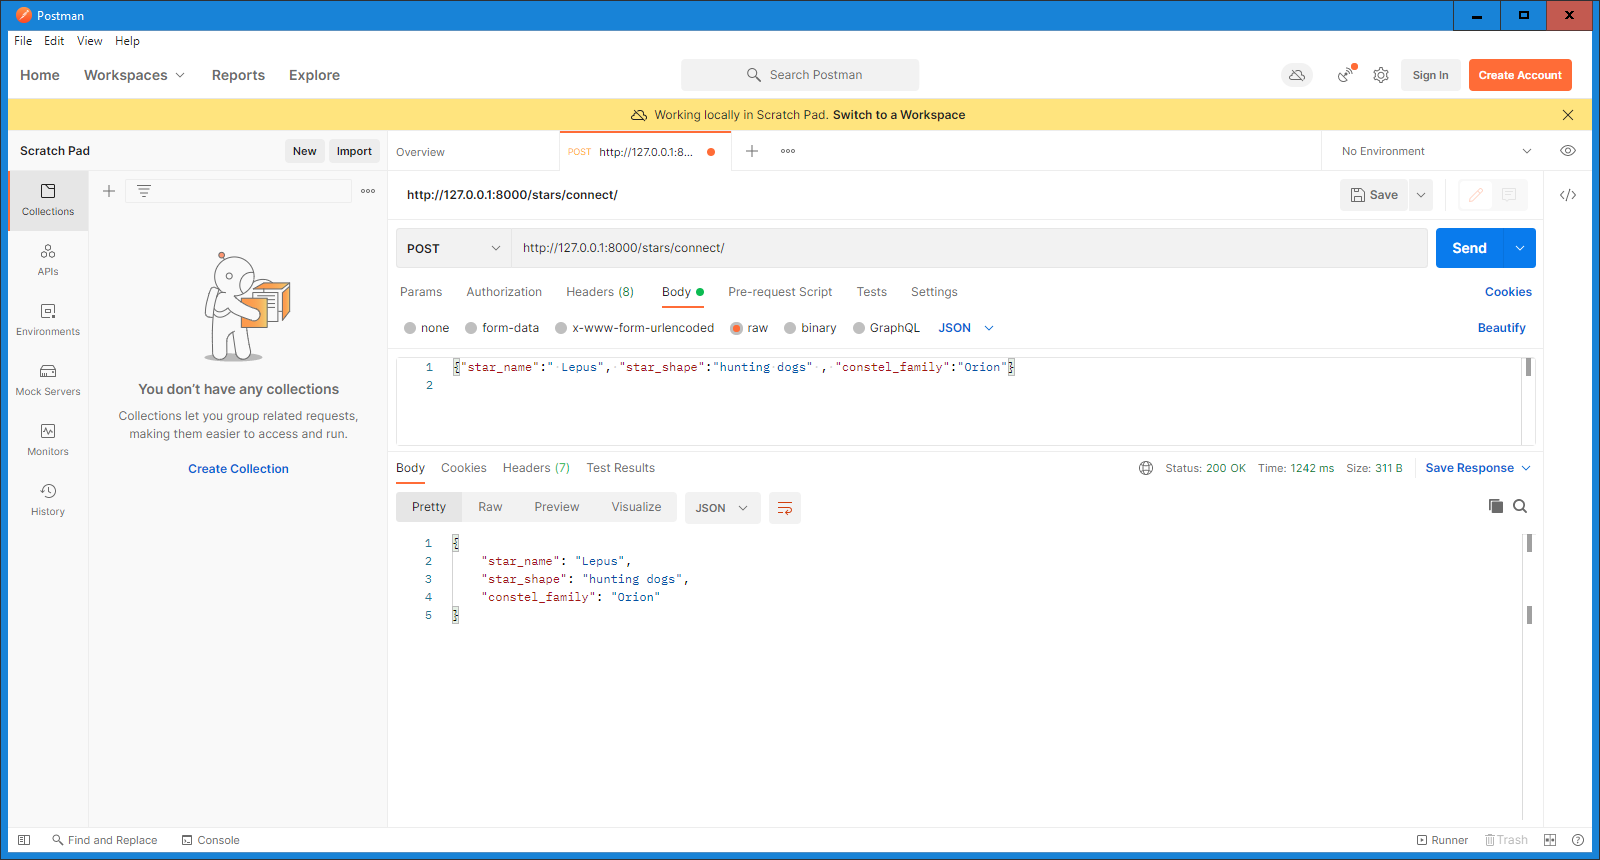 Postman
File Edit View Help
Home Workspaces Reports Explore Search Postman Sign In Create Account
Working locally in Scratch Pad. Switch to a Workspace
Scratch Pad New Import Overview POST http://127.0.0.1:8... No Environment
http://127.0.0.1:8000/stars/connect/ Save
Collections
APIs
Environments
Mock Servers
Monitors
History
You don't have any collections
Collections let you group related requests,
making them easier to access and run.
Create Collection
POST http://127.0.0.1:8000/stars/connect/ Send
Params Authorization Headers (8) Body Pre-request Script Tests Settings Cookies
none form-data x-www-form-urlencoded raw binary GraphQL JSON Beautify
1 {"star_name":" Lepus", "star_shape":"hunting dogs" , "constel_family":"Orion"}
2
Body Cookies Headers (7) Test Results Status: 200 OK Time: 1242 ms Size: 311 B Save Response
Pretty Raw Preview Visualize JSON
1 {
2 "star_name": "Lepus",
3 "star_shape": "hunting dogs",
4 "constel_family": "Orion"
5 }
Find and Replace Console Runner Trash